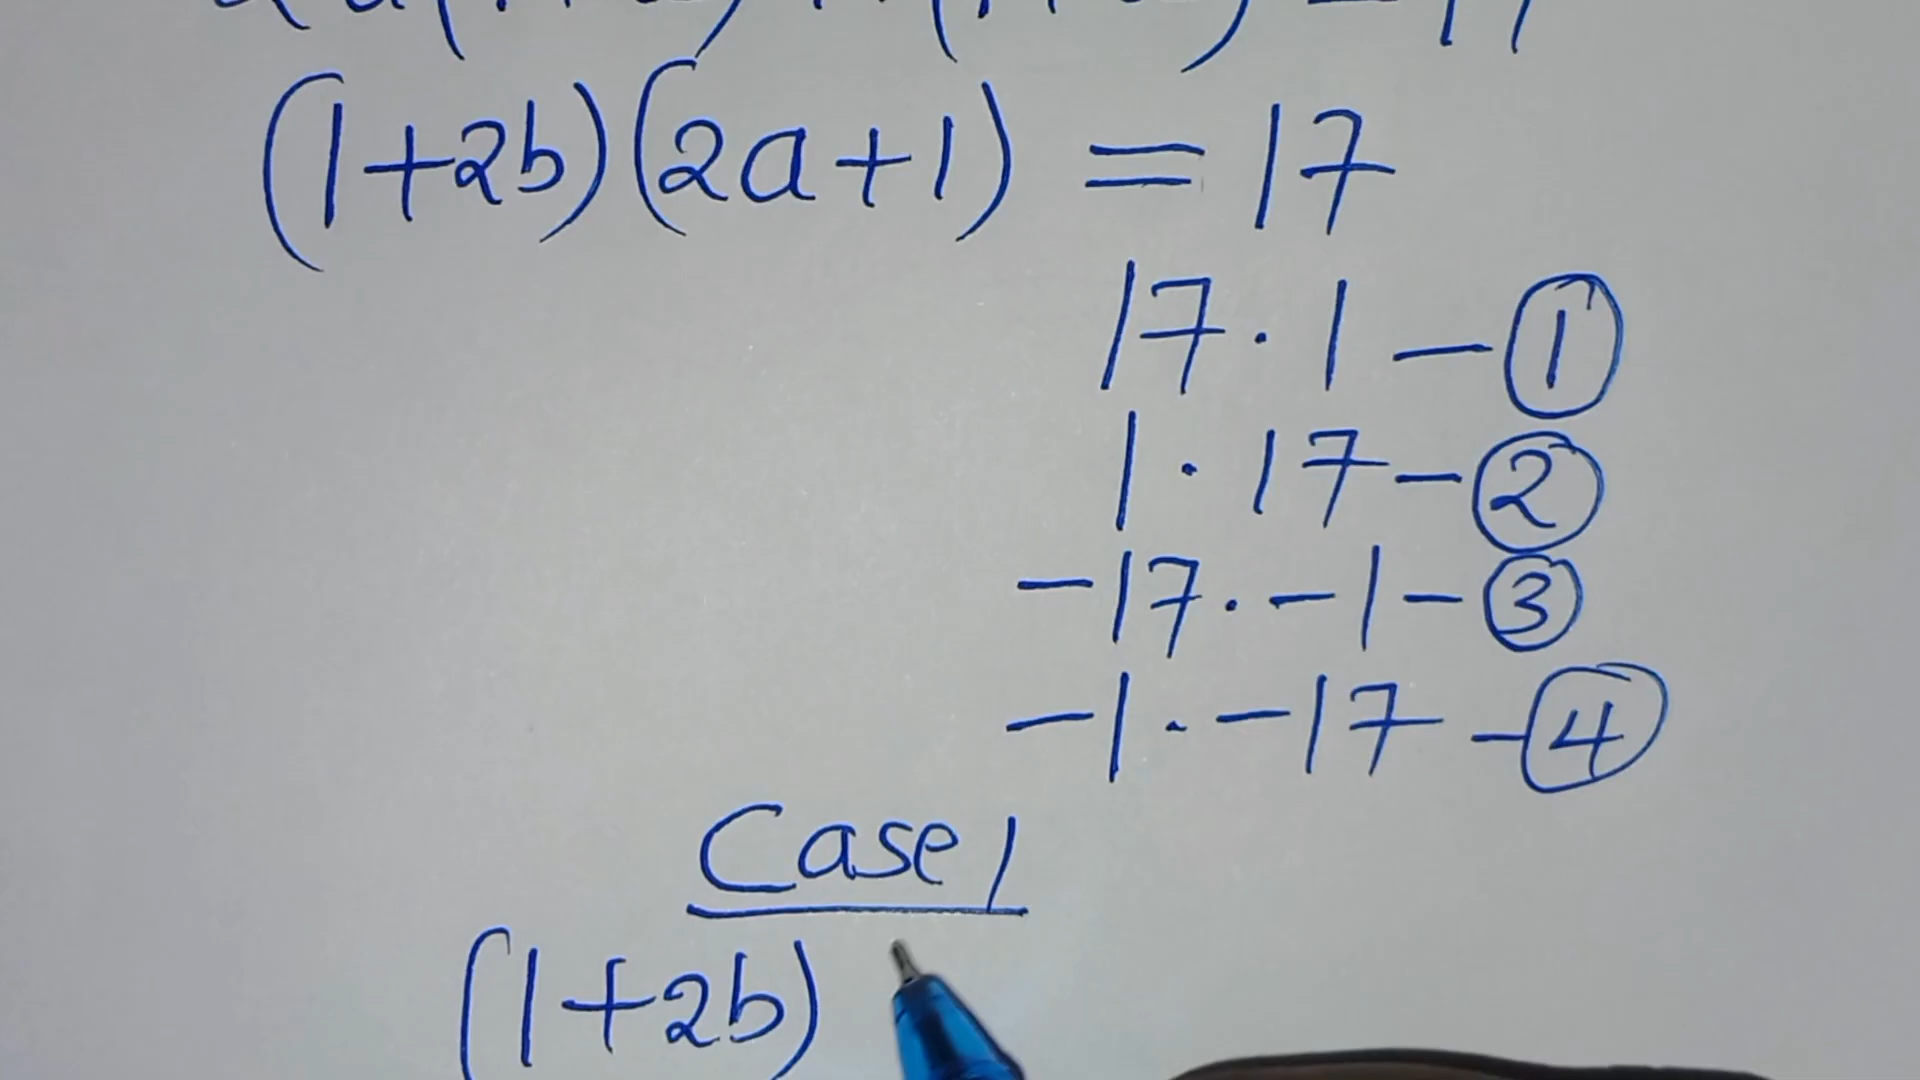 (1+2b)(2a+1) = 17
17 · 1 – ①
1 · 17 – ②
-17 · -1 – ③
-1 · -17 – ④
Case 1
(1+2b)